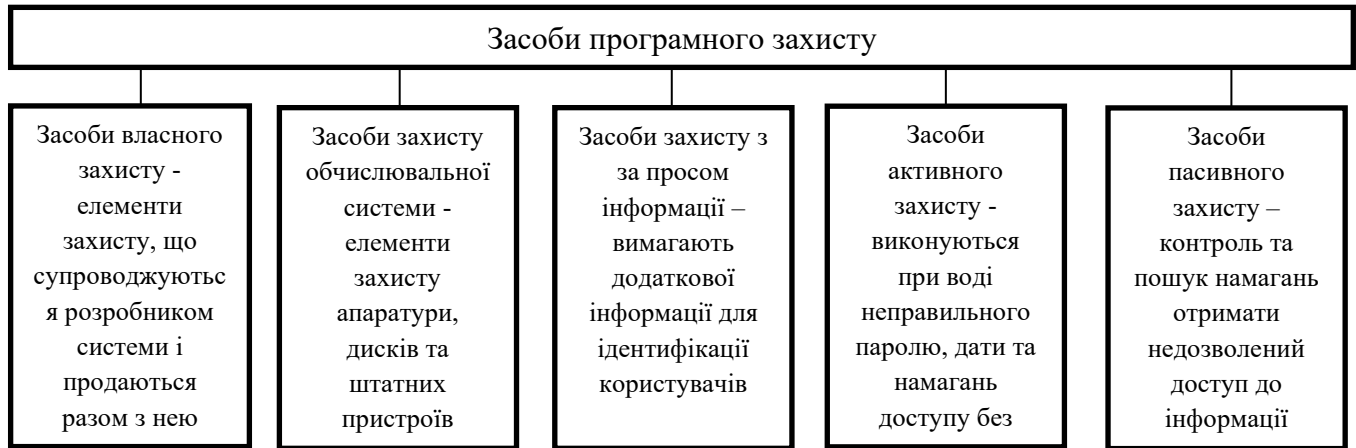 Засоби програмного захисту
Засоби власного
захисту -
елементи
захисту, що
супроводжуютьс
я розробником
системи і
продаються
разом з нею
Засоби захисту
обчислювальної
системи -
елементи
захисту
апаратури,
дисків та
штатних
пристроїв
Засоби захисту з
за просом
інформації –
вимагають
додаткової
інформації для
ідентифікації
користувачів
Засоби
активного
захисту -
виконуються
при воді
неправильного
паролю, дати та
намагань
доступу без
Засоби
пасивного
захисту –
контроль та
пошук намагань
отримати
недозволений
доступ до
інформації